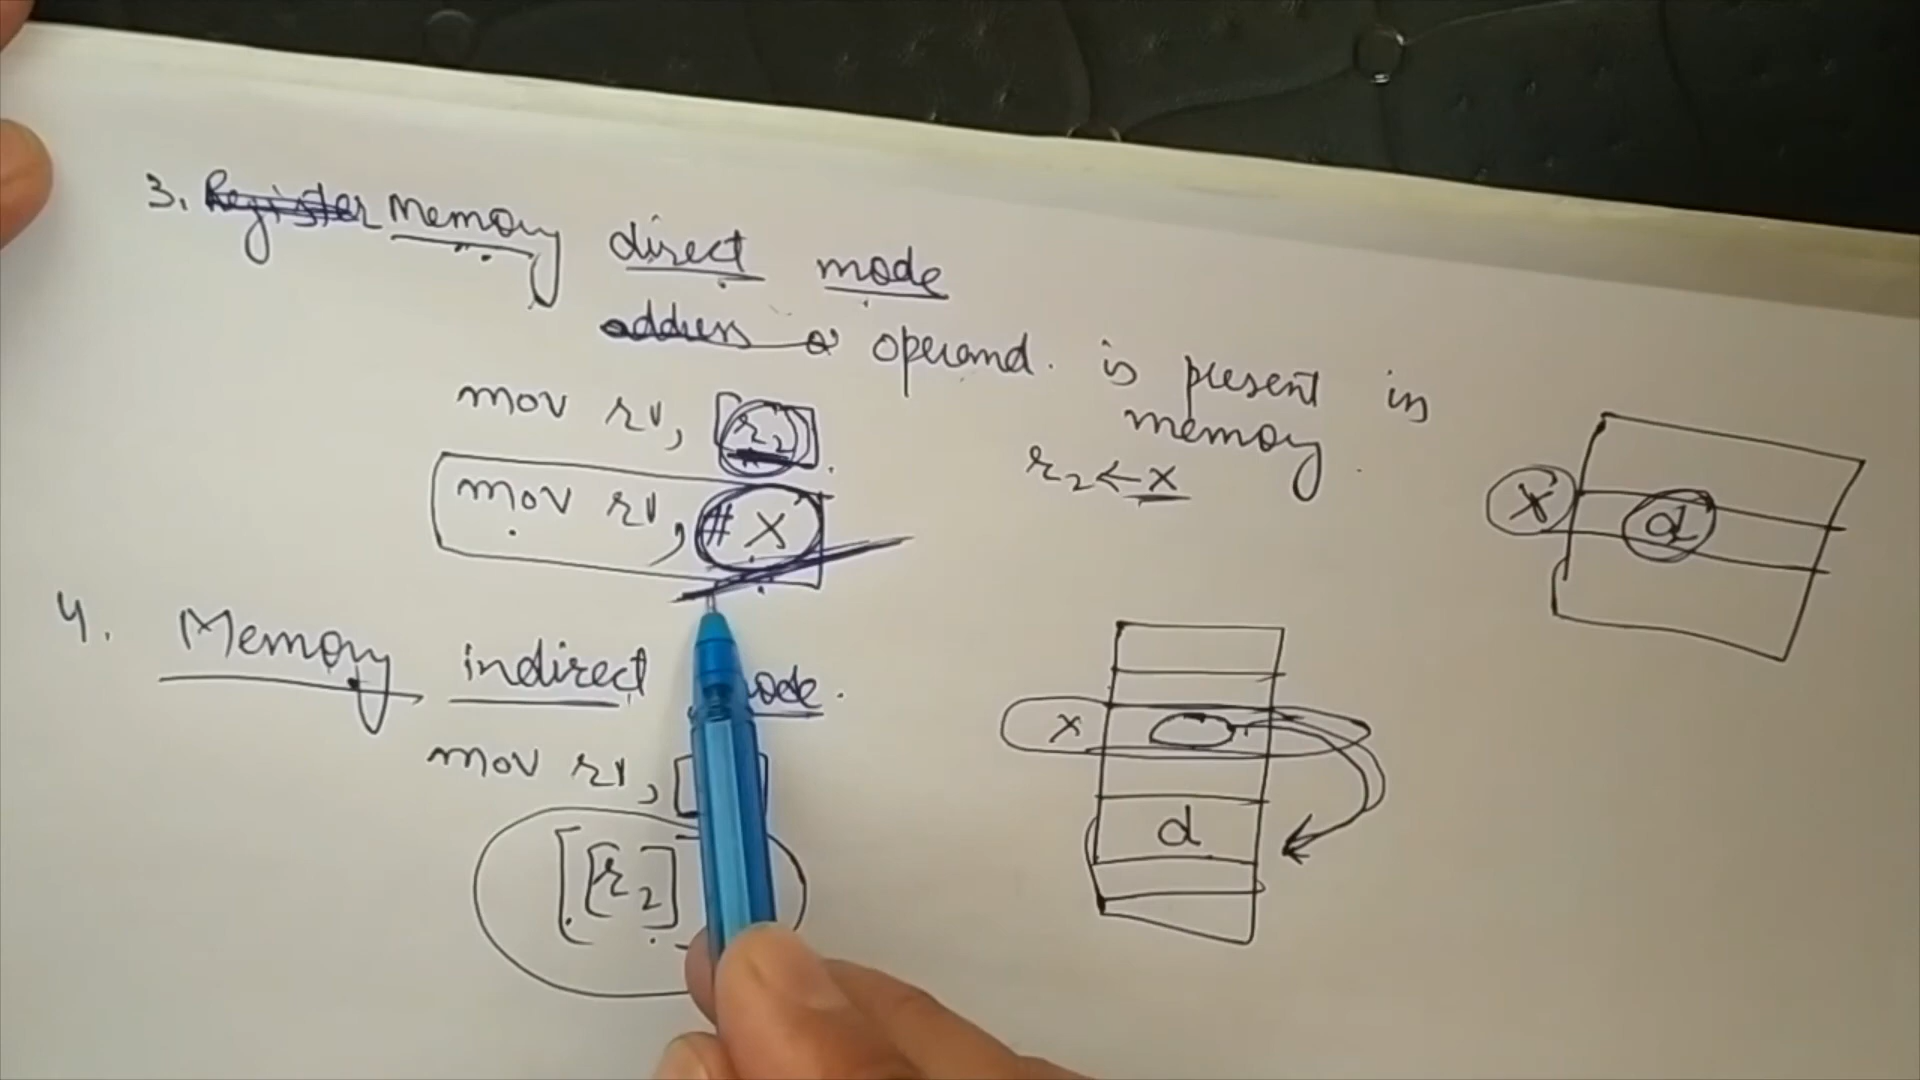 3. Register Memory direct mode
address operand. is present in
memory.
mov r1, [r2]
r2 ← x
mov r1, # X
x
d
4. Memory indirect mode.
mov r1,
[[r2]
x
d